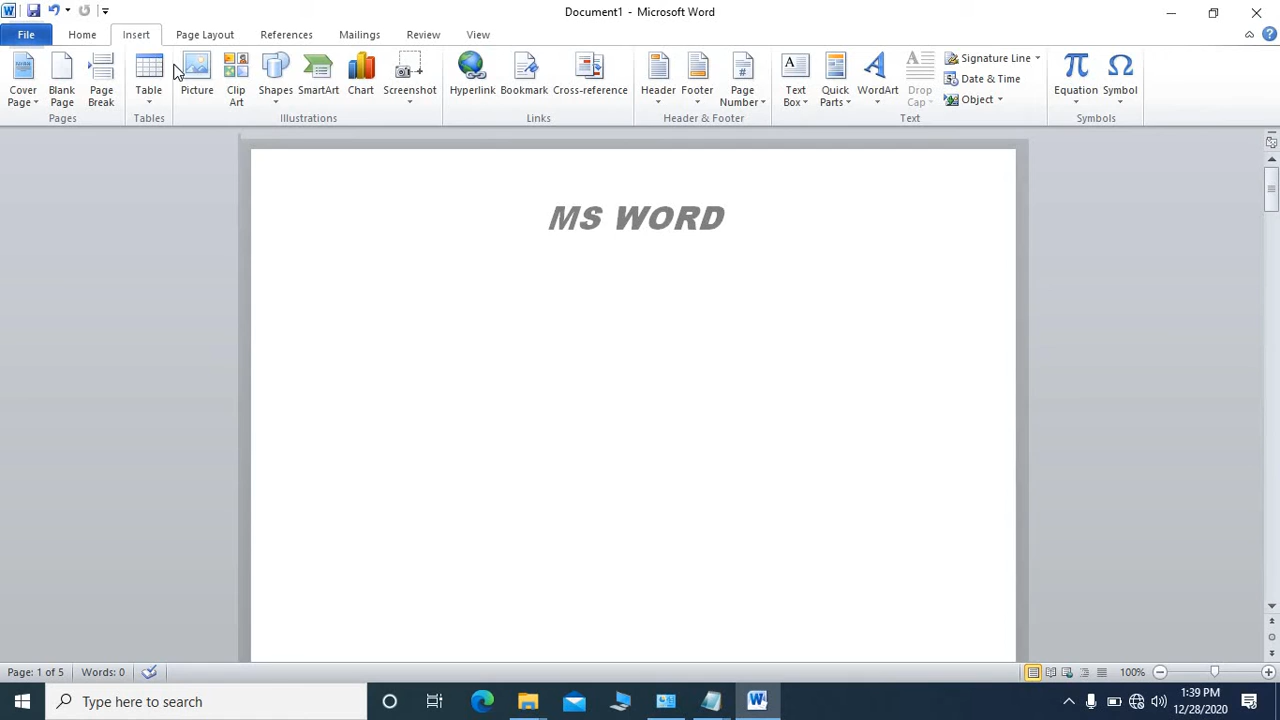 Document1 - Microsoft Word
File Home Insert Page Layout References Mailings Review View
Cover Page
Blank Page
Page Break
Table
Picture
Clip Art
Shapes
SmartArt
Chart
Screenshot
Hyperlink
Bookmark
Cross-reference
Header
Footer
Page Number
Text Box
Quick Parts
WordArt
Drop Cap
Signature Line
Date & Time
Object
Equation
Symbol
Pages Tables Illustrations Links Header & Footer Text Symbols
MS WORD
Page: 1 of 5 Words: 0 100%
Type here to search
1:39 PM
12/28/2020